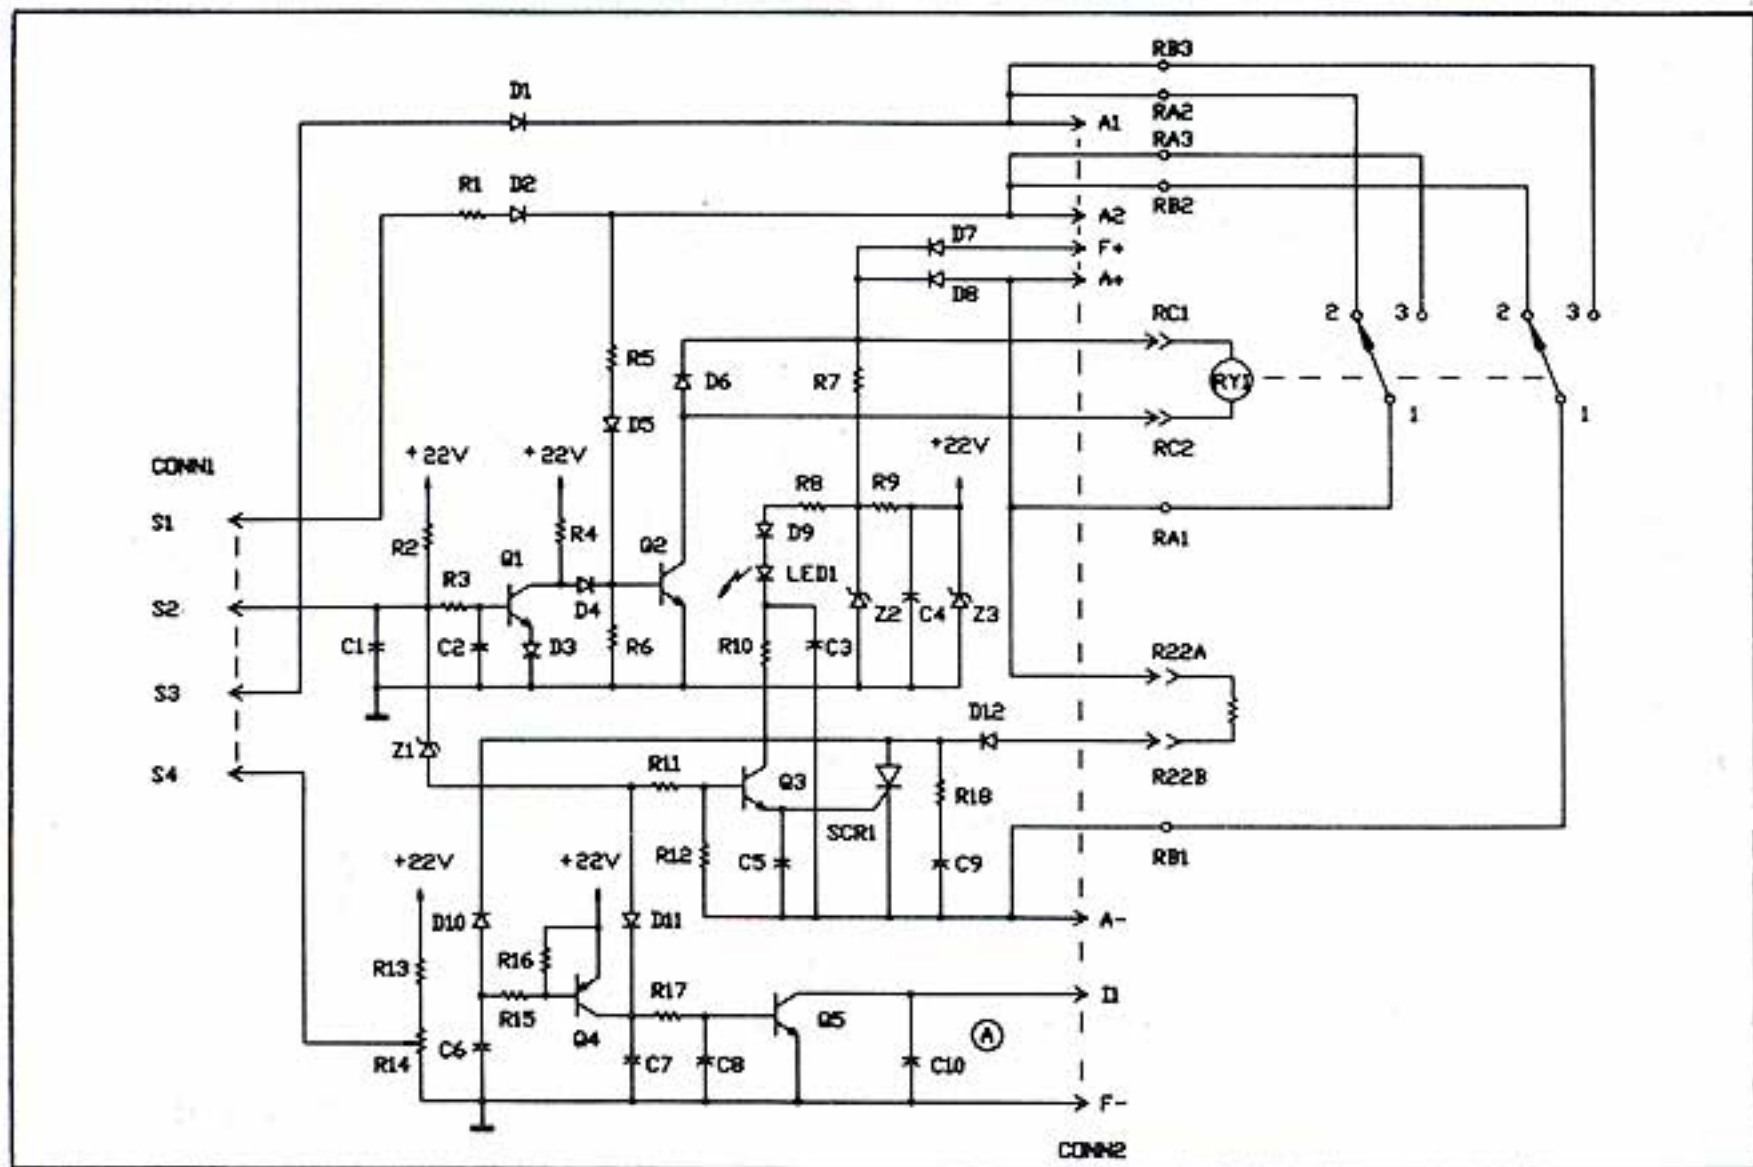 RB3
D1
RA2
A1
RA3
R1 D2
RB2
A2
D7
F+
D8
A+
RC1
2 3 2 3
R5
D6
R7
RY1
D5
1 1
+22V +22V
+22V
RC2
CONN1
R8 R9
S1
R2
R4
D9
RA1
Q1
Q2
LED1
R3
S2
D4
Z2 C4 Z3
C1 C2 D3 R6
R10 C3
R22A
S3
D12
Z1
R11
S4
Q3
R22B
R18
SCR1
R12 C5 C9
RB1
+22V +22V
D10 D11
A-
R13
R16
R17
I1
R15
Q5
A
Q4
R14
C6 C7 C8 C10
F-
CONN2